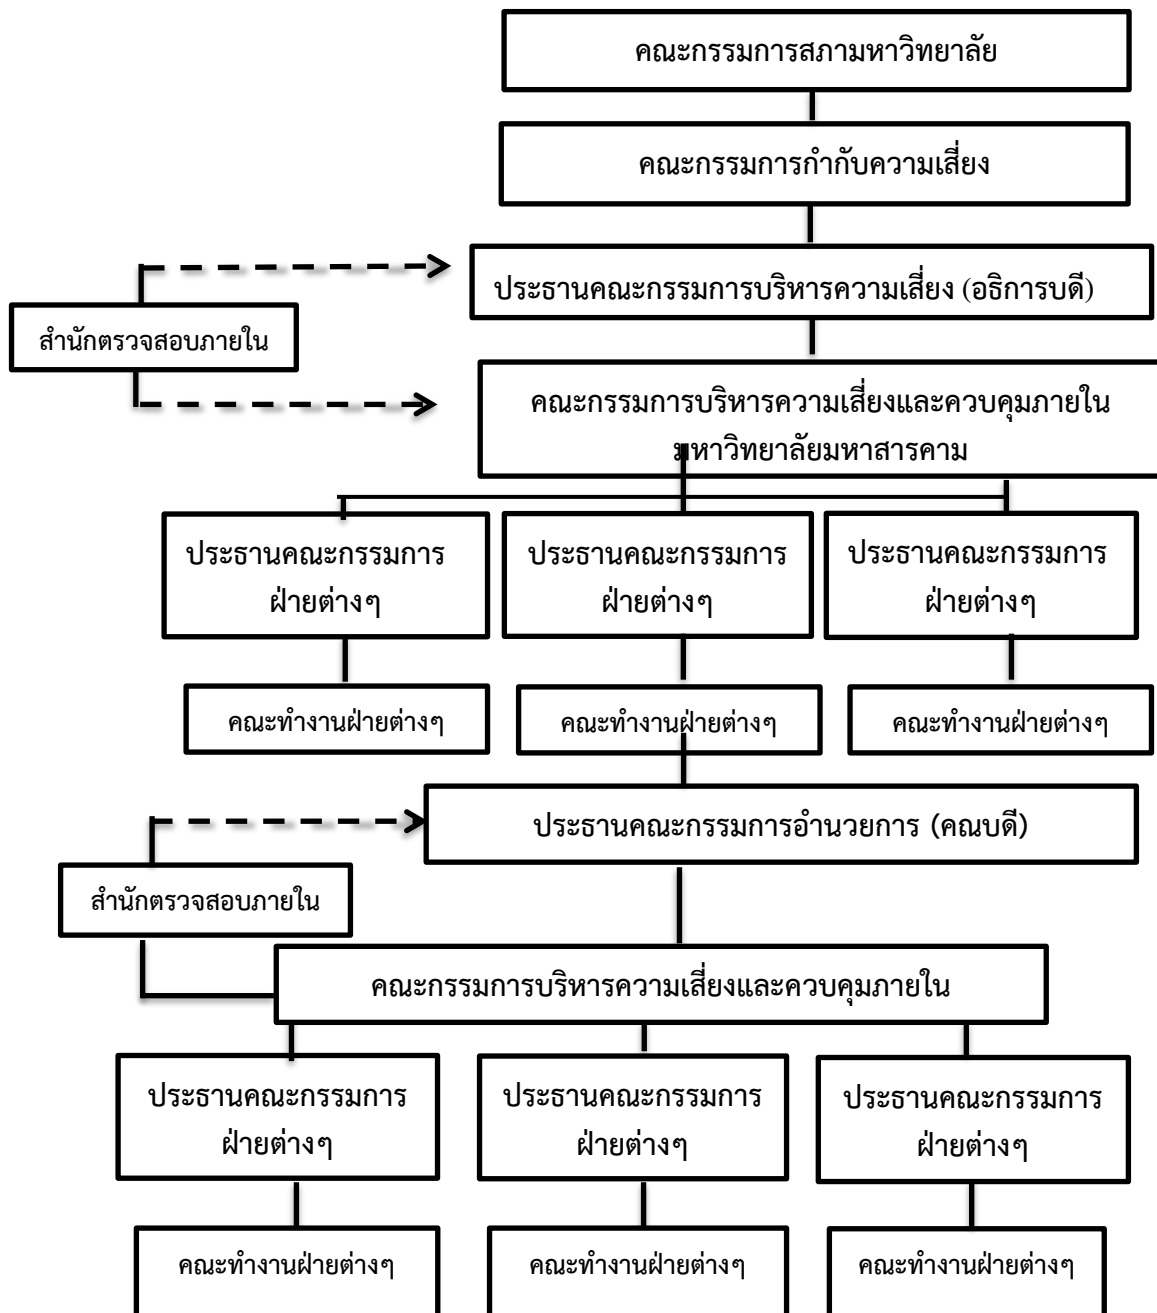 คณะกรรมการสภามหาวิทยาลัย
คณะกรรมการกำกับความเสี่ยง
ประธานคณะกรรมการบริหารความเสี่ยง (อธิการบดี)
สำนักตรวจสอบภายใน
คณะกรรมการบริหารความเสี่ยงและควบคุมภายใน
มหาวิทยาลัยมหาสารคาม
ประธานคณะกรรมการ
ฝ่ายต่างๆ
ประธานคณะกรรมการ
ฝ่ายต่างๆ
ประธานคณะกรรมการ
ฝ่ายต่างๆ
คณะทำงานฝ่ายต่างๆ
คณะทำงานฝ่ายต่างๆ
คณะทำงานฝ่ายต่างๆ
ประธานคณะกรรมการอำนวยการ (คณบดี)
สำนักตรวจสอบภายใน
คณะกรรมการบริหารความเสี่ยงและควบคุมภายใน
ประธานคณะกรรมการ
ฝ่ายต่างๆ
ประธานคณะกรรมการ
ฝ่ายต่างๆ
ประธานคณะกรรมการ
ฝ่ายต่างๆ
คณะทำงานฝ่ายต่างๆ
คณะทำงานฝ่ายต่างๆ
คณะทำงานฝ่ายต่างๆ